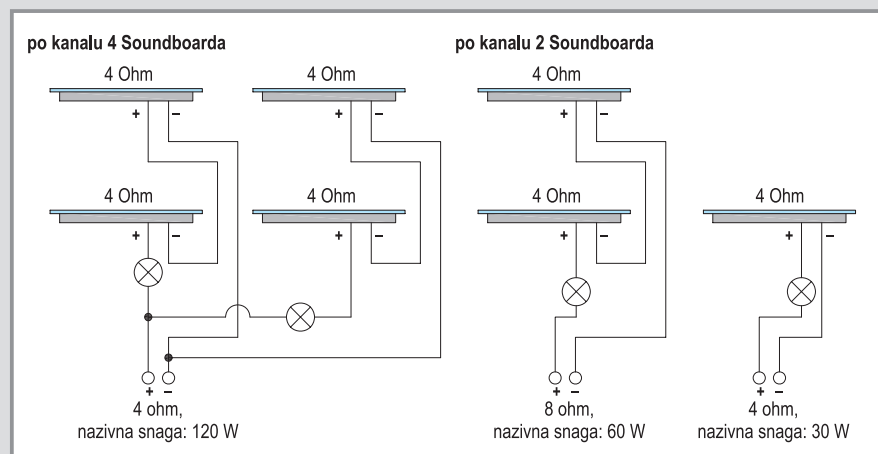 po kanalu 4 Soundboarda
4 Ohm
4 Ohm
+ –
+ –
4 Ohm
4 Ohm
+ –
+ –
+ –
4 ohm,
nazivna snaga: 120 W
po kanalu 2 Soundboarda
4 Ohm
+ –
4 Ohm
+ –
+ –
8 ohm,
nazivna snaga: 60 W
4 Ohm
+ –
+ –
4 ohm,
nazivna snaga: 30 W